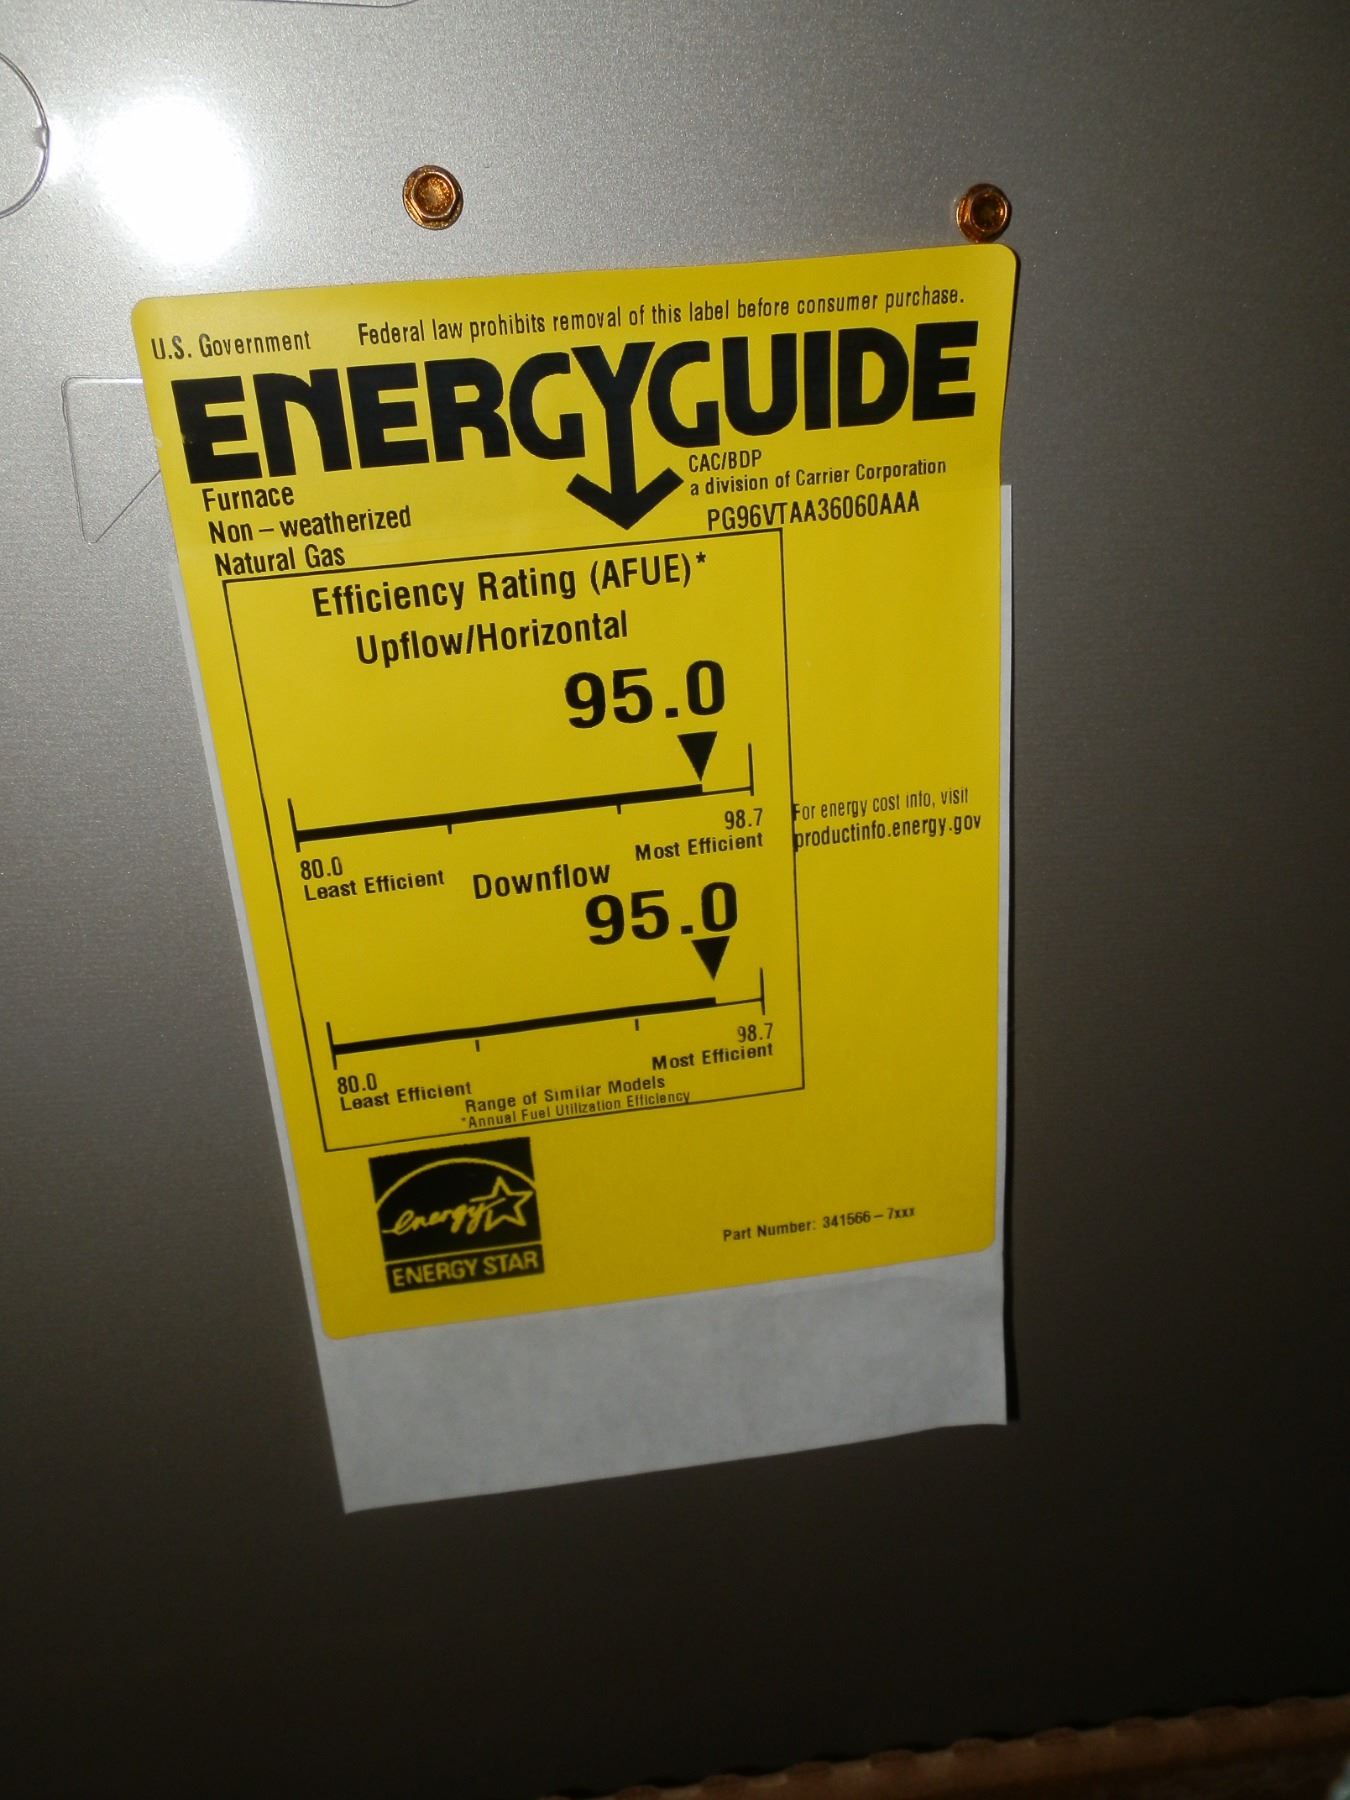 U.S. Government Federal law prohibits removal of this label before consumer purchase.
ENERGYGUIDE
Furnace
Non – weatherized
Natural Gas
CAC/BDP
a division of Carrier Corporation
PG96VTAA36060AAA
Efficiency Rating (AFUE)*
Upflow/Horizontal
95.0
80.0
Least Efficient
98.7
Most Efficient
For energy cost info, visit
productinfo.energy.gov
Downflow
95.0
80.0
Least Efficient
98.7
Most Efficient
Range of Similar Models
*Annual Fuel Utilization Efficiency
energy
ENERGY STAR
Part Number: 341566 – 7xxx